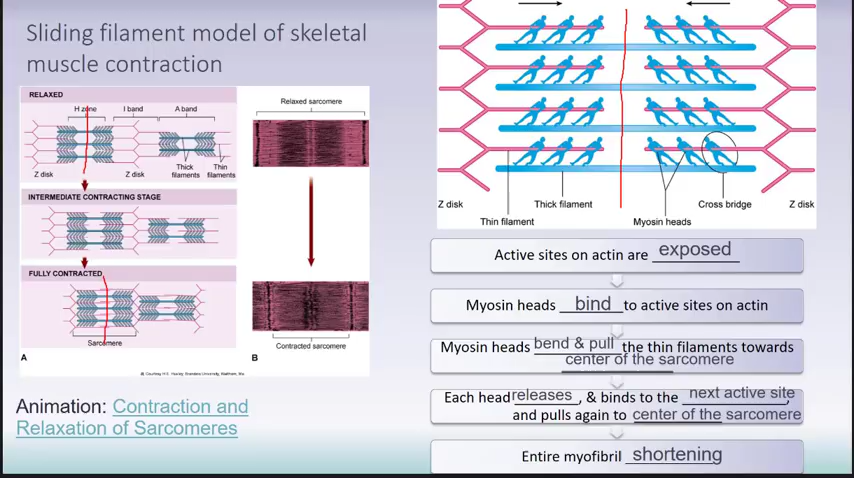 Sliding filament model of skeletal
muscle contraction
RELAXED
H zone I band A band
Z disk Z disk Thick filaments Thin filaments
INTERMEDIATE CONTRACTING STAGE
FULLY CONTRACTED
Sarcomere
A
Relaxed sarcomere
Contracted sarcomere
B
Animation: Contraction and
Relaxation of Sarcomeres
Z disk Thin filament Thick filament Myosin heads Cross bridge Z disk
Active sites on actin are exposed
Myosin heads bind to active sites on actin
Myosin heads bend & pull the thin filaments towards
center of the sarcomere
Each head releases, & binds to the next active site,
and pulls again to center of the sarcomere
Entire myofibril shortening